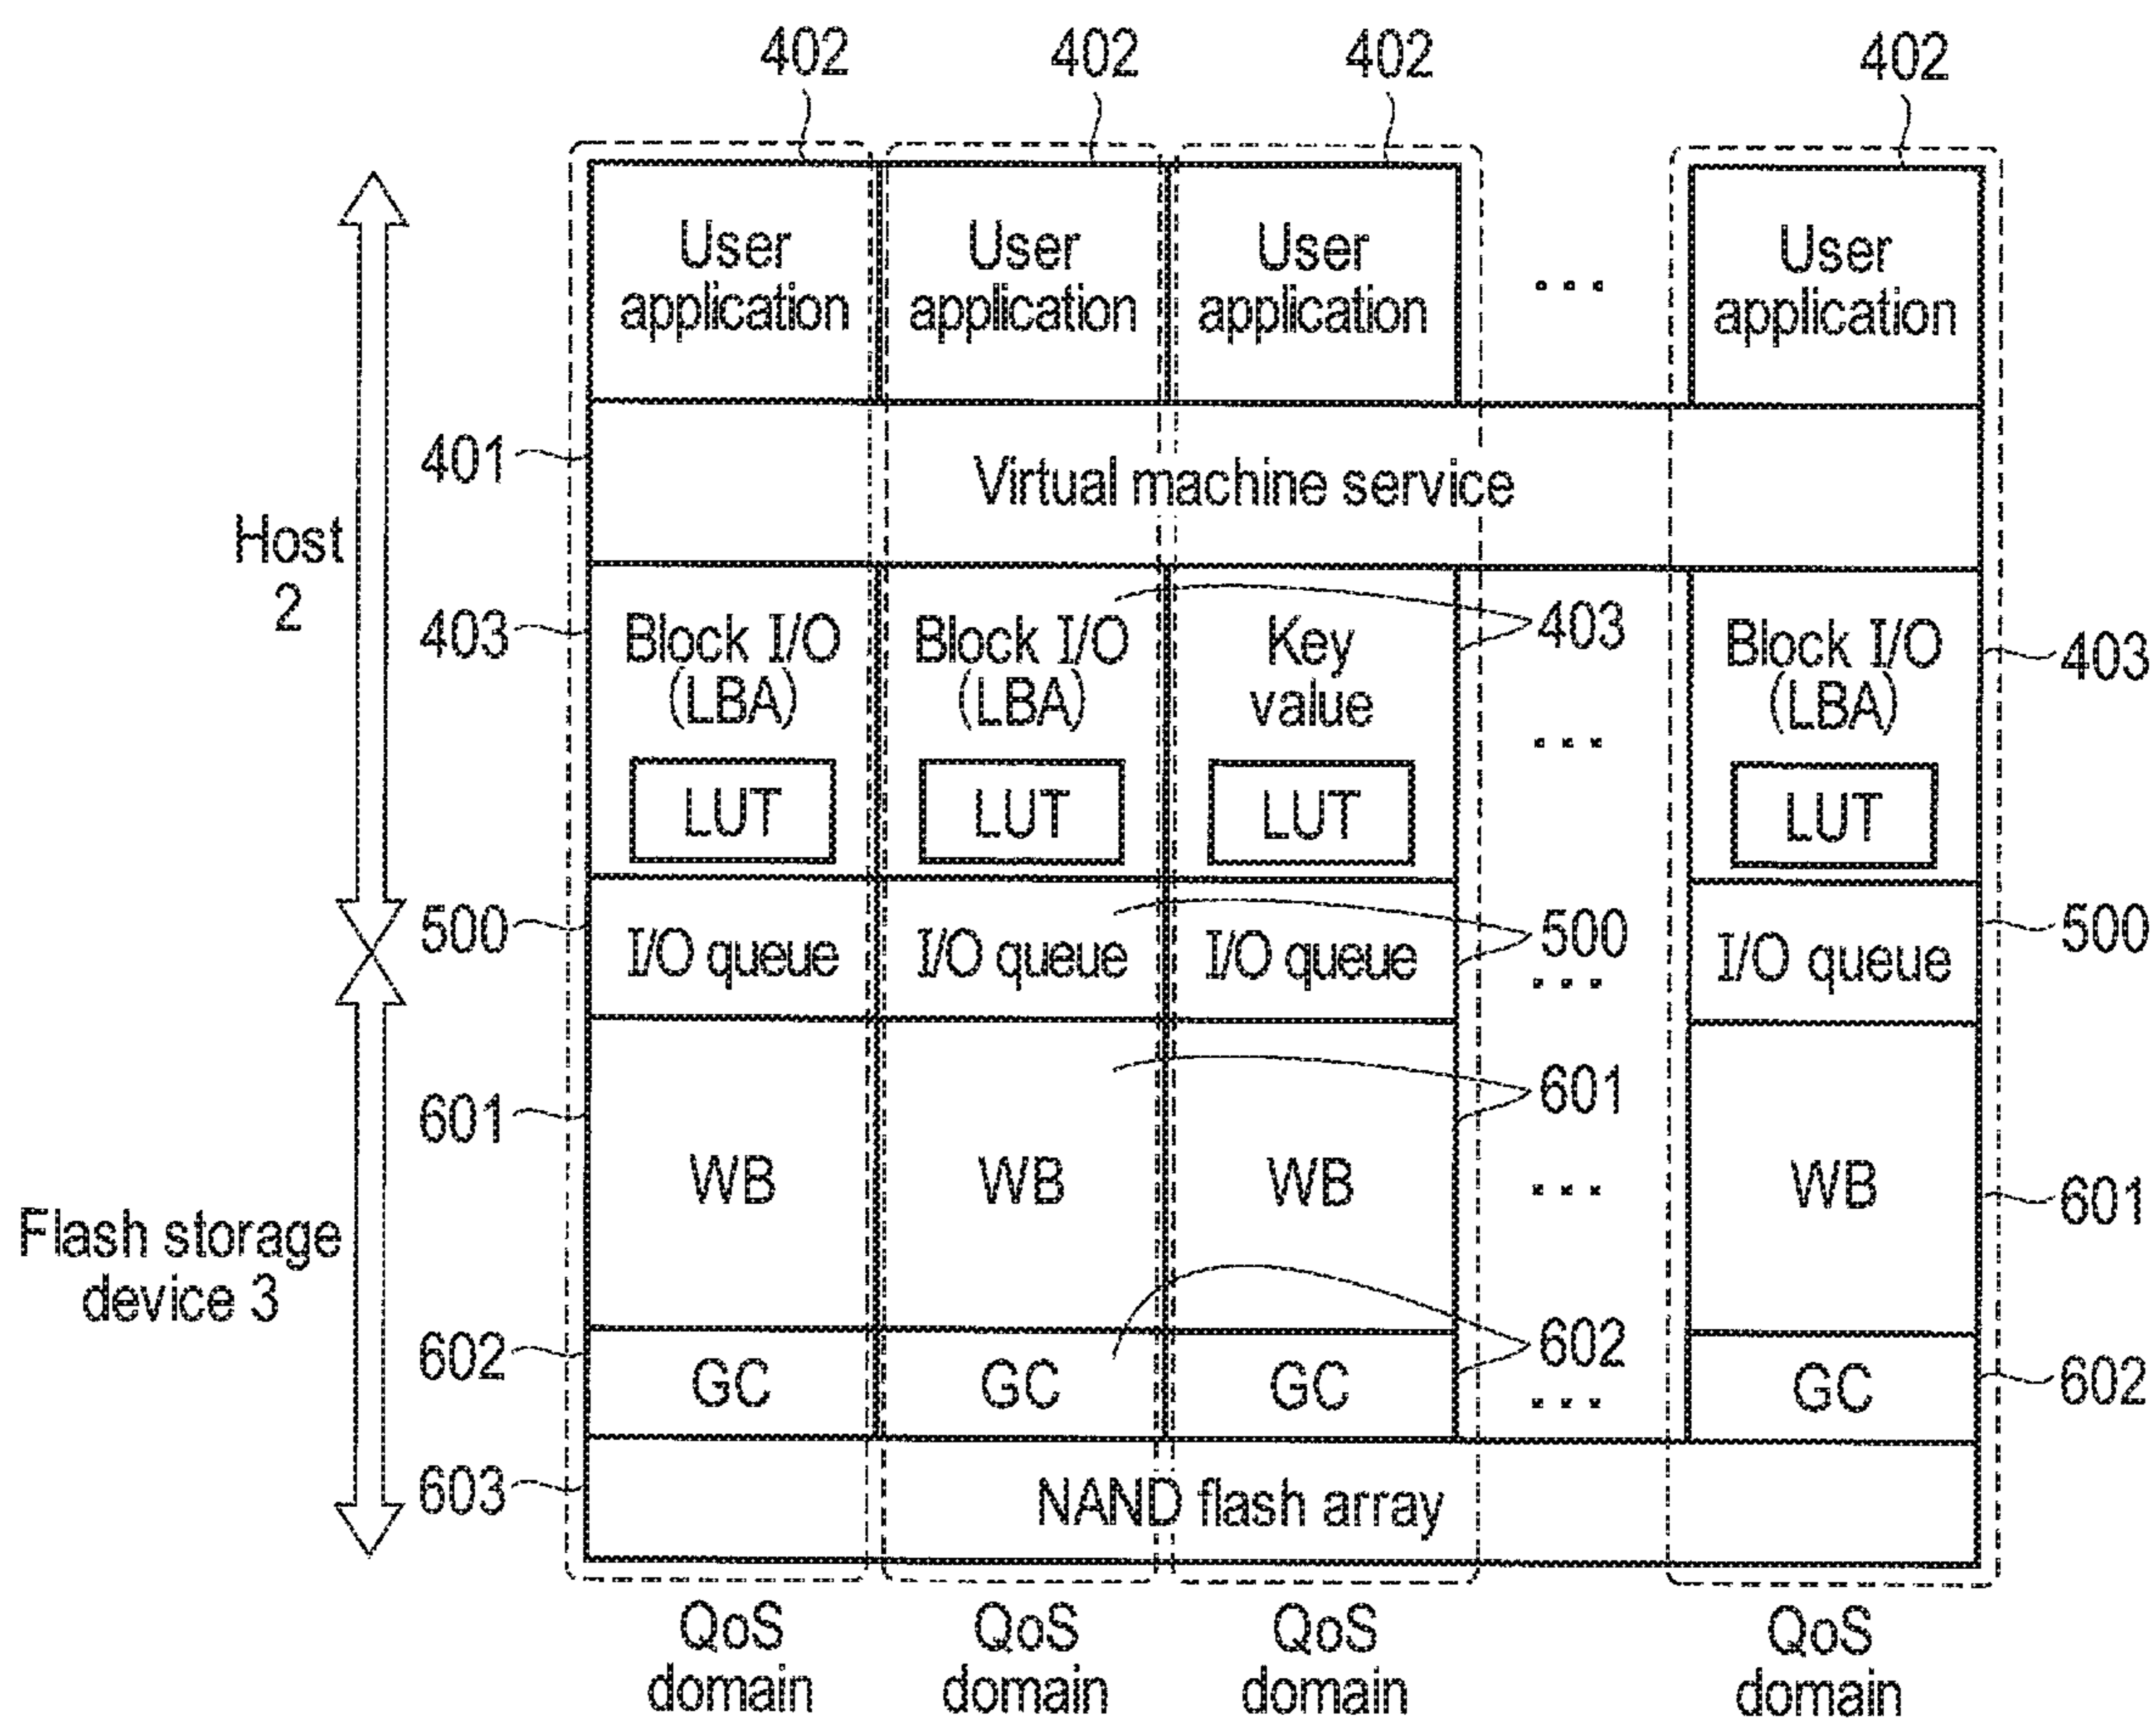 402 402 402 402
User application User application User application ... User application
401 Virtual machine service
Host 2
403 Block I/O (LBA) Block I/O (LBA) Key value 403 Block I/O (LBA) 403
...
LUT LUT LUT LUT
500 I/O queue I/O queue I/O queue 500 ... I/O queue 500
601 601
WB WB WB ... WB 601
Flash storage device 3
602 GC GC GC 602 ... GC 602
603 NAND flash array
QoS domain QoS domain QoS domain QoS domain